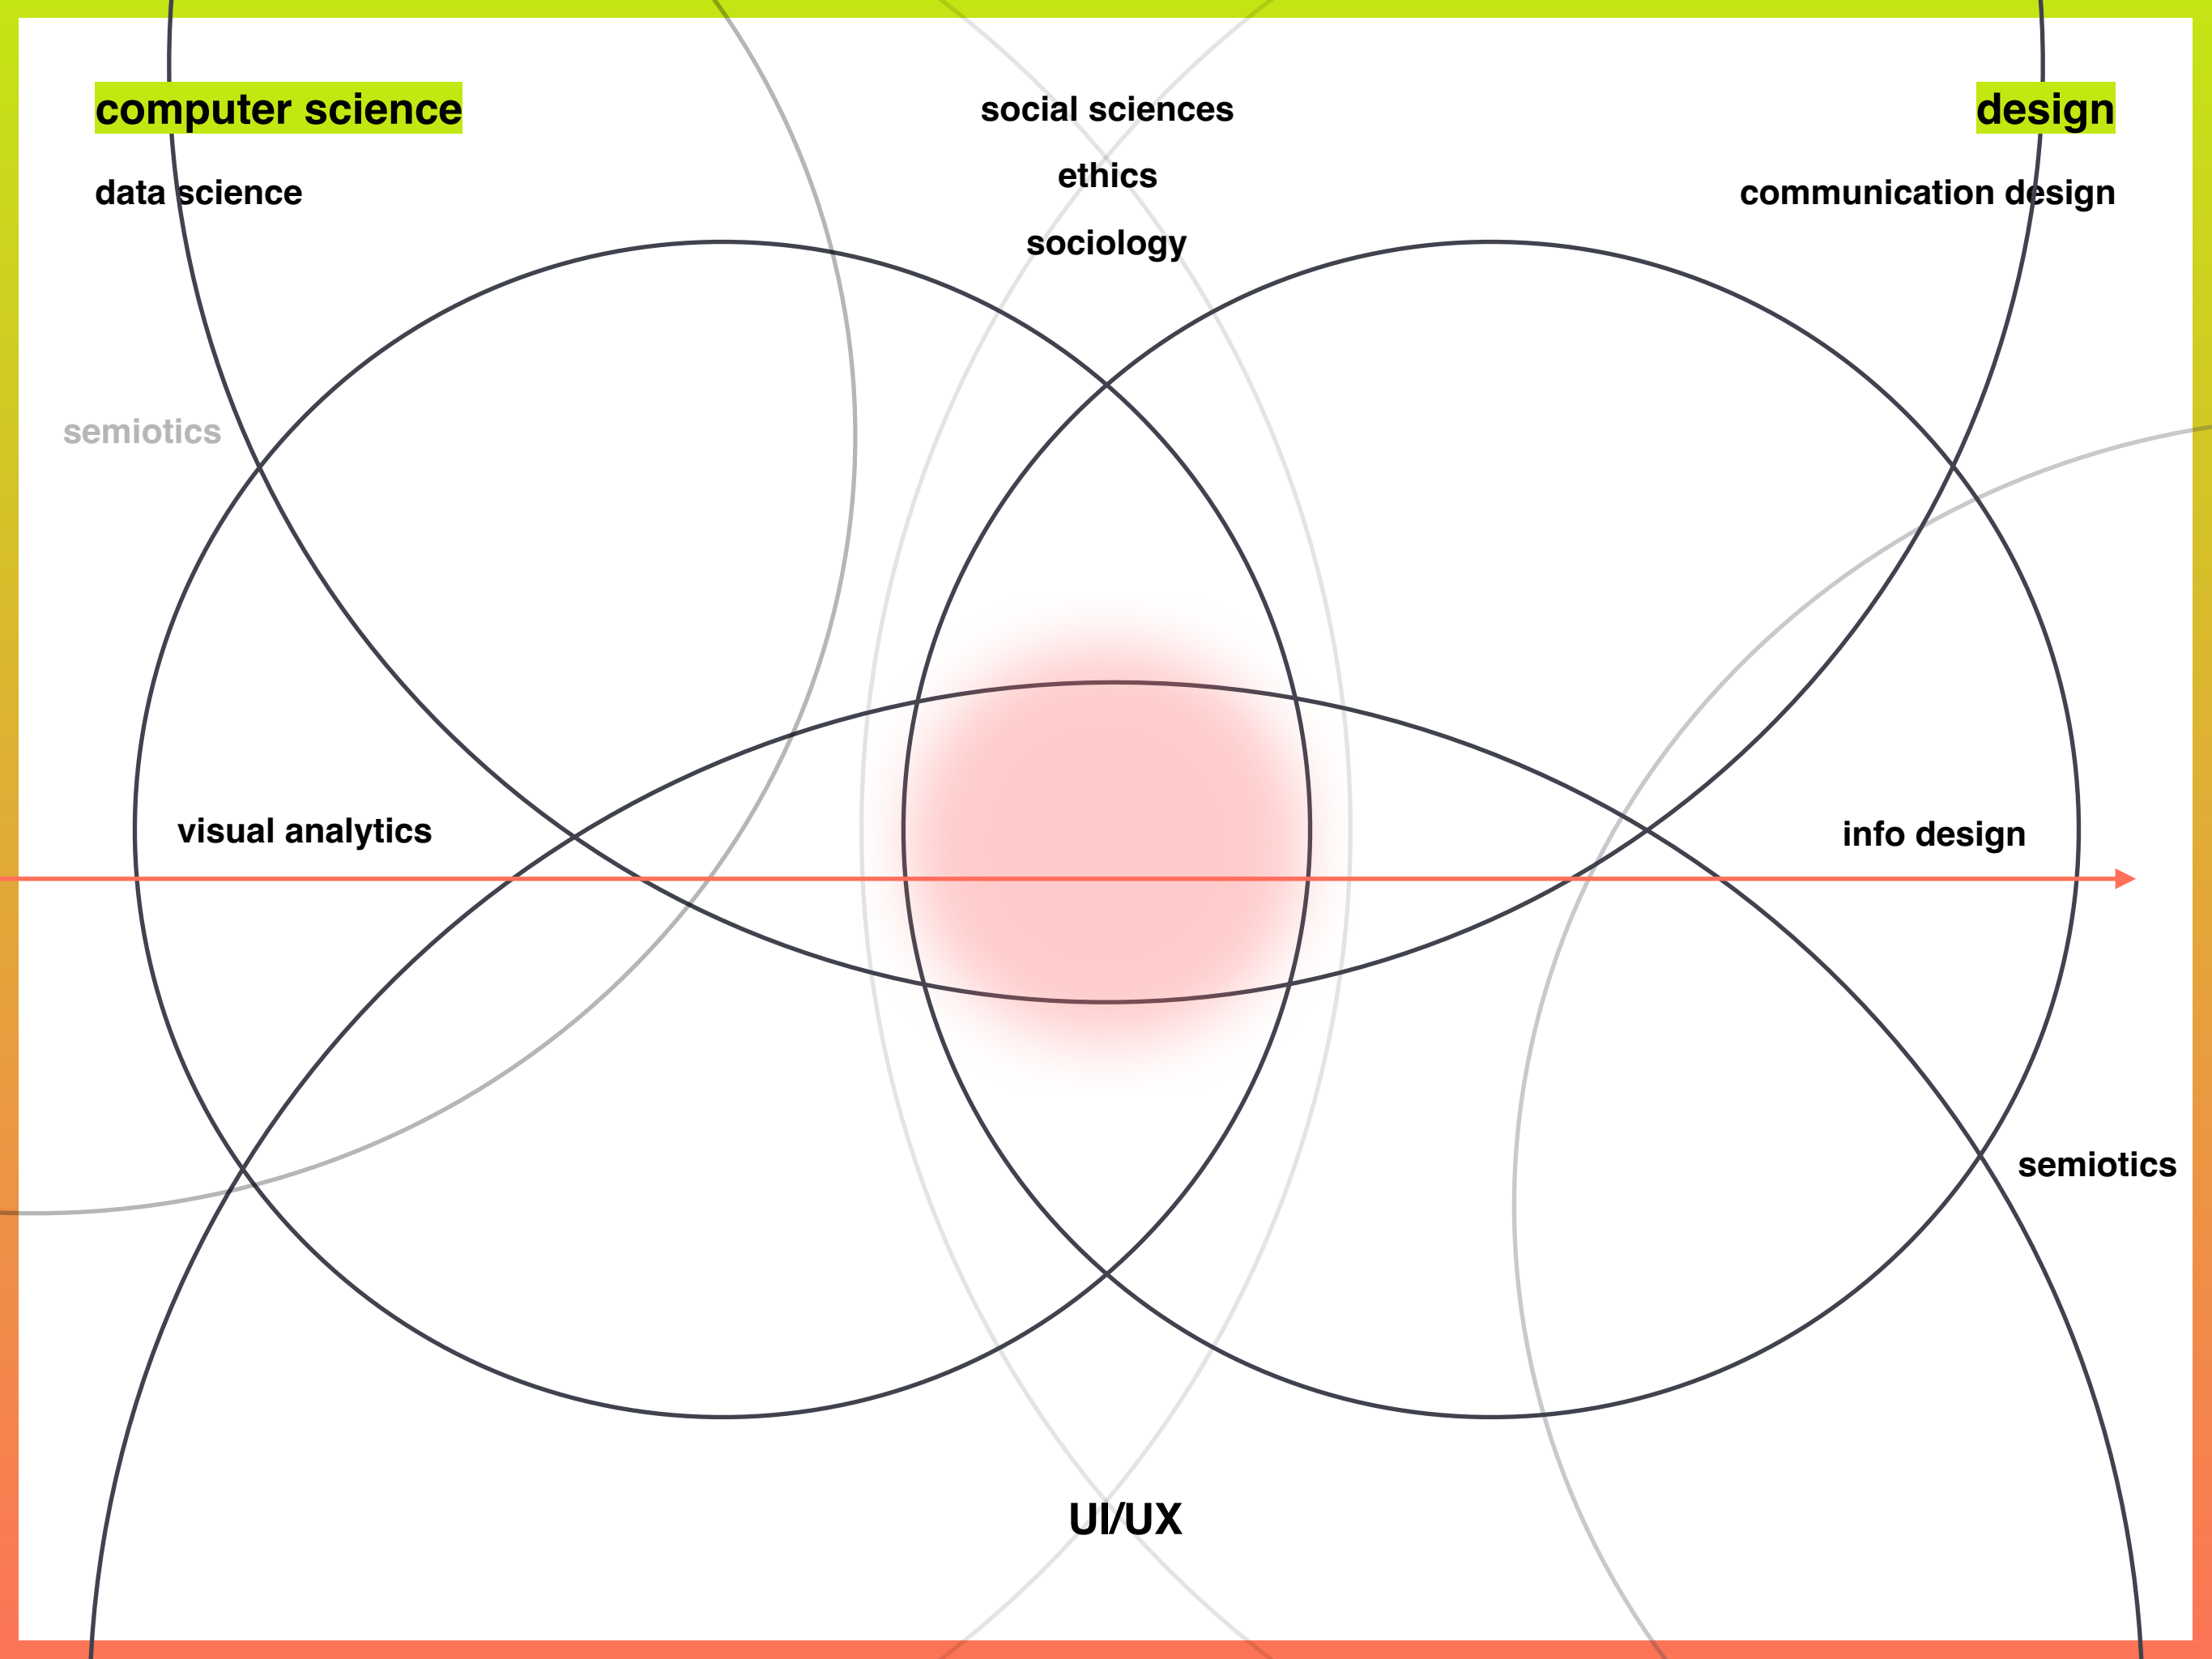 computer science
social sciences
design
data science
ethics
communication design
sociology
semiotics
visual analytics
info design
semiotics
UI/UX